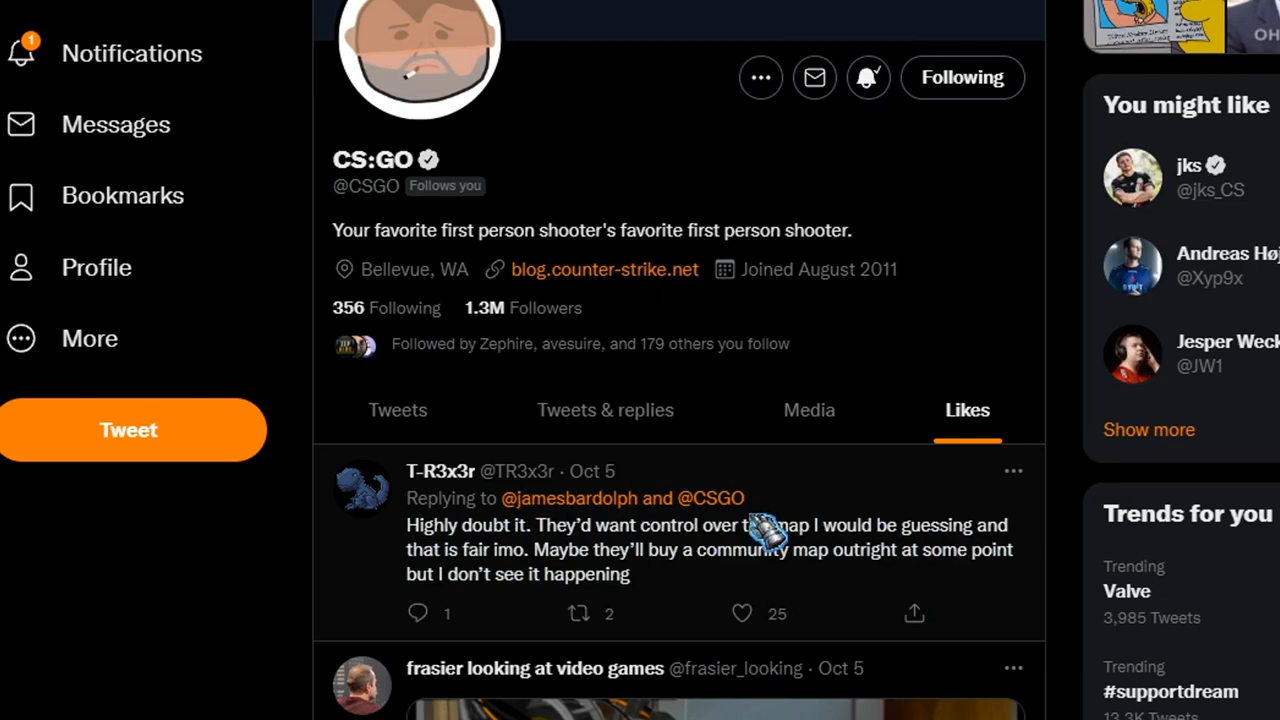 1
Notifications
Messages
Bookmarks
Profile
More
Tweet
Following
CS:GO
@CSGO Follows you
Your favorite first person shooter's favorite first person shooter.
Bellevue, WA blog.counter-strike.net Joined August 2011
356 Following 1.3M Followers
Followed by Zephire, avesuire, and 179 others you follow
Tweets Tweets & replies Media Likes
T-R3x3r @TR3x3r · Oct 5
Replying to @jamesbardolph and @CSGO
Highly doubt it. They'd want control over map I would be guessing and
that is fair imo. Maybe they'll buy a community map outright at some point
but I don't see it happening
1 2 25
frasier looking at video games @frasier_looking · Oct 5
OH
You might like
jks
@jks_CS
Andreas Høj
@Xyp9x
Jesper Weck
@JW1
Show more
Trends for you
Trending
Valve
3,985 Tweets
Trending
#supportdream
13.3K Tweets